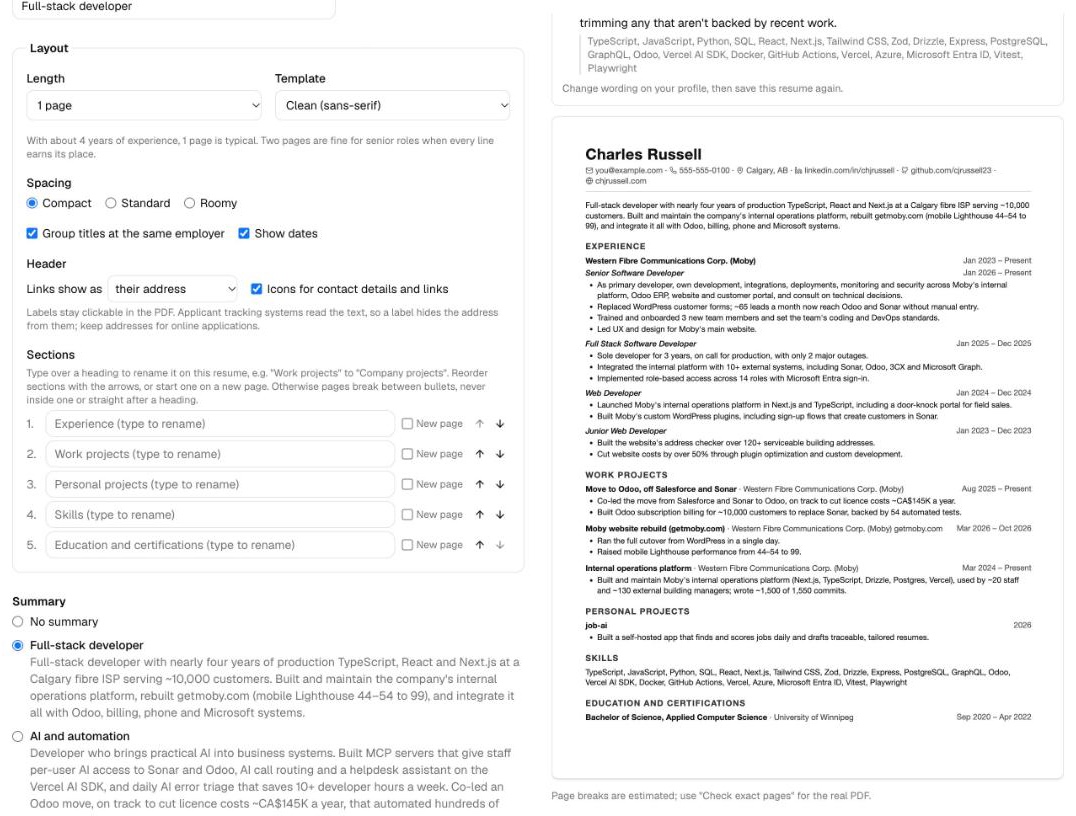 Full-stack developer
Layout
Length
Template
1 page
Clean (sans-serif)
With about 4 years of experience, 1 page is typical. Two pages are fine for senior roles when every line
earns its place.
Spacing
Compact
Standard
Roomy
Group titles at the same employer
Show dates
Header
Links show as
their address
Icons for contact details and links
Labels stay clickable in the PDF. Applicant tracking systems read the text, so a label hides the address
from them; keep addresses for online applications.
Sections
Type over a heading to rename it on this resume, e.g. "Work projects" to "Company projects". Reorder
sections with the arrows, or start one on a new page. Otherwise pages break between bullets, never
inside one or straight after a heading.
1. Experience (type to rename) New page ↑ ↓
2. Work projects (type to rename) New page ↑ ↓
3. Personal projects (type to rename) New page ↑ ↓
4. Skills (type to rename) New page ↑ ↓
5. Education and certifications (type to rename) New page ↑ ↓
Summary
No summary
Full-stack developer
Full-stack developer with nearly four years of production TypeScript, React and Next.js at a
Calgary fibre ISP serving ~10,000 customers. Built and maintain the company's internal
operations platform, rebuilt getmoby.com (mobile Lighthouse 44–54 to 99), and integrate it
all with Odoo, billing, phone and Microsoft systems.
AI and automation
Developer who brings practical AI into business systems. Built MCP servers that give staff
per-user AI access to Sonar and Odoo, AI call routing and a helpdesk assistant on the
Vercel AI SDK, and daily AI error triage that saves 10+ developer hours a week. Co-led an
Odoo move, on track to cut licence costs ~CA$145K a year, that automated hundreds of
trimming any that aren't backed by recent work.
TypeScript, JavaScript, Python, SQL, React, Next.js, Tailwind CSS, Zod, Drizzle, Express, PostgreSQL,
GraphQL, Odoo, Vercel AI SDK, Docker, GitHub Actions, Vercel, Azure, Microsoft Entra ID, Vitest,
Playwright
Change wording on your profile, then save this resume again.
Charles Russell
you@example.com · 555-555-0100 · Calgary, AB · linkedin.com/in/chjrussell · github.com/cjrussell23 ·
chjrussell.com
Full-stack developer with nearly four years of production TypeScript, React and Next.js at a Calgary fibre ISP serving ~10,000
customers. Built and maintain the company's internal operations platform, rebuilt getmoby.com (mobile Lighthouse 44–54 to
99), and integrate it all with Odoo, billing, phone and Microsoft systems.
EXPERIENCE
Western Fibre Communications Corp. (Moby) Jan 2023 – Present
Senior Software Developer Jan 2026 – Present
• As primary developer, own development, integrations, deployments, monitoring and security across Moby's internal
platform, Odoo ERP, website and customer portal, and consult on technical decisions.
• Replaced WordPress customer forms; ~65 leads a month now reach Odoo and Sonar without manual entry.
• Trained and onboarded 3 new team members and set the team's coding and DevOps standards.
• Led UX and design for Moby's main website.
Full Stack Software Developer Jan 2025 – Dec 2025
• Sole developer for 3 years, on call for production, with only 2 major outages.
• Integrated the internal platform with 10+ external systems, including Sonar, Odoo, 3CX and Microsoft Graph.
• Implemented role-based access across 14 roles with Microsoft Entra sign-in.
Web Developer Jan 2024 – Dec 2024
• Launched Moby's internal operations platform in Next.js and TypeScript, including a door-knock portal for field sales.
• Built Moby's custom WordPress plugins, including sign-up flows that create customers in Sonar.
Junior Web Developer Jan 2023 – Dec 2023
• Built the website's address checker over 120+ serviceable building addresses.
• Cut website costs by over 50% through plugin optimization and custom development.
WORK PROJECTS
Move to Odoo, off Salesforce and Sonar · Western Fibre Communications Corp. (Moby) Aug 2025 – Present
• Co-led the move from Salesforce and Sonar to Odoo, on track to cut licence costs ~CA$145K a year.
• Built Odoo subscription billing for ~10,000 customers to replace Sonar, backed by 54 automated tests.
Moby website rebuild (getmoby.com) · Western Fibre Communications Corp. (Moby) getmoby.com Mar 2026 – Oct 2026
• Ran the full cutover from WordPress in a single day.
• Raised mobile Lighthouse performance from 44–54 to 99.
Internal operations platform · Western Fibre Communications Corp. (Moby) Mar 2024 – Present
• Built and maintain Moby's internal operations platform (Next.js, TypeScript, Drizzle, Postgres, Vercel), used by ~20 staff
and ~130 external building managers; wrote ~1,500 of 1,550 commits.
PERSONAL PROJECTS
job-ai 2026
• Built a self-hosted app that finds and scores jobs daily and drafts traceable, tailored resumes.
SKILLS
TypeScript, JavaScript, Python, SQL, React, Next.js, Tailwind CSS, Zod, Drizzle, Express, PostgreSQL, GraphQL, Odoo,
Vercel AI SDK, Docker, GitHub Actions, Vercel, Azure, Microsoft Entra ID, Vitest, Playwright
EDUCATION AND CERTIFICATIONS
Bachelor of Science, Applied Computer Science · University of Winnipeg Sep 2020 – Apr 2022
Page breaks are estimated; use "Check exact pages" for the real PDF.